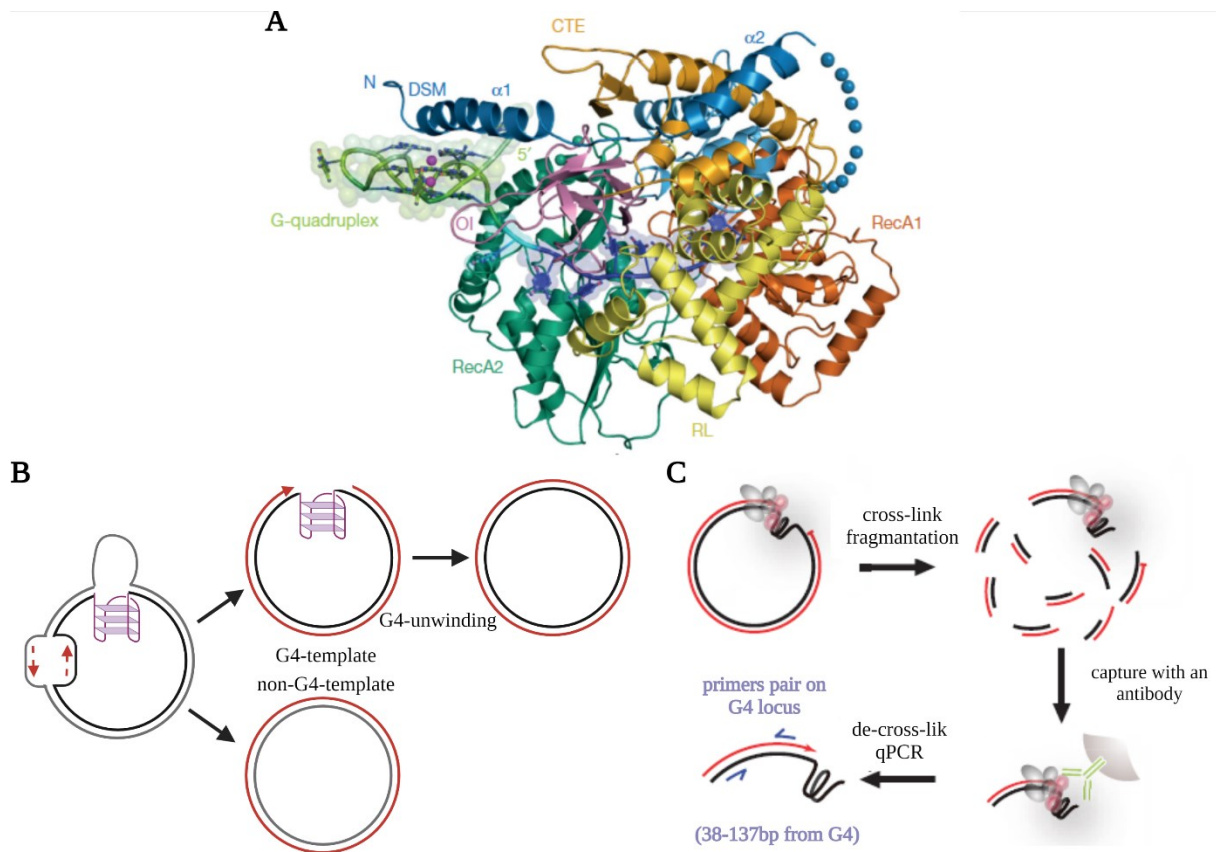 A
CTE
α2
N
DSM
α1
5'
G-quadruplex
OI
RecA1
RecA2
RL
B
G4-unwinding
G4-template
non-G4-template
C
cross-link
fragmantation
capture with an
antibody
primers pair on
G4 locus
de-cross-lik
qPCR
(38-137bp from G4)